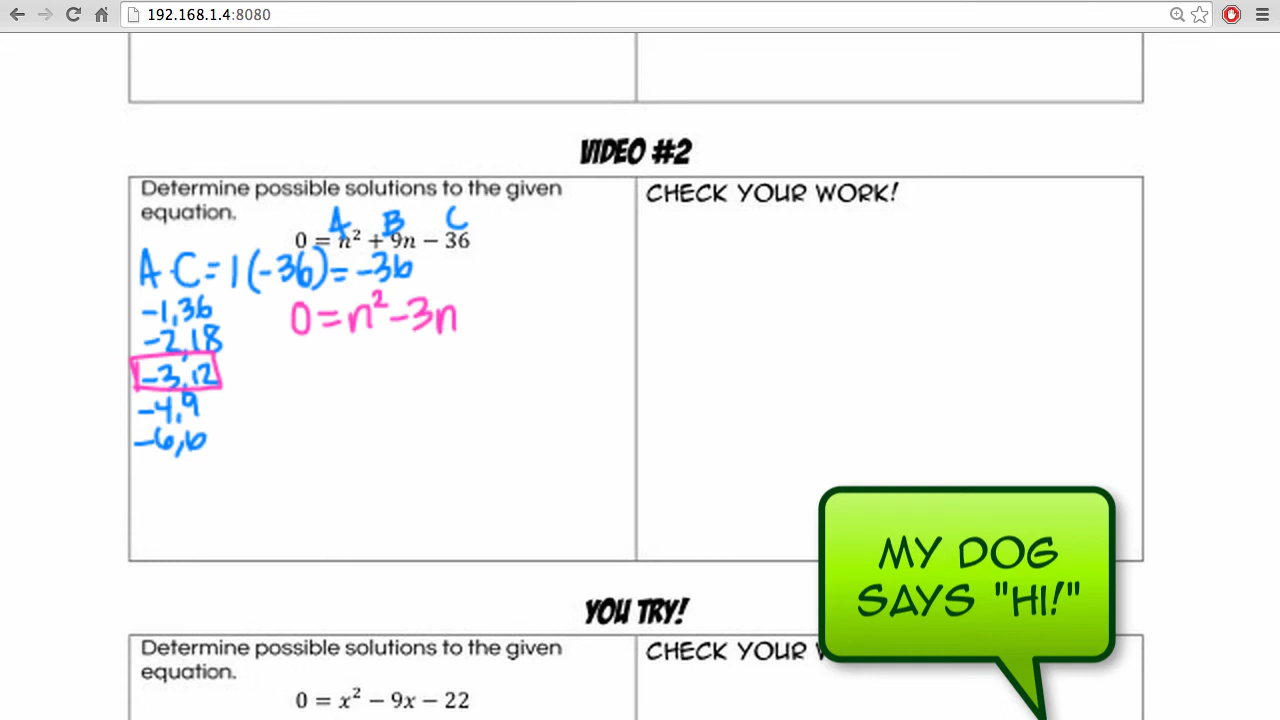 192.168.1.4:8080
VIDEO #2
Determine possible solutions to the given
equation.
A B C
0 = n² + 9n − 36
A·C=1(-36)=-36
-1,36
-2,18
-3,12
-4,9
-6,6
0=n²-3n
CHECK YOUR WORK!
MY DOG
SAYS "HI!"
YOU TRY!
Determine possible solutions to the given
equation.
0 = x² − 9x − 22
CHECK YOUR